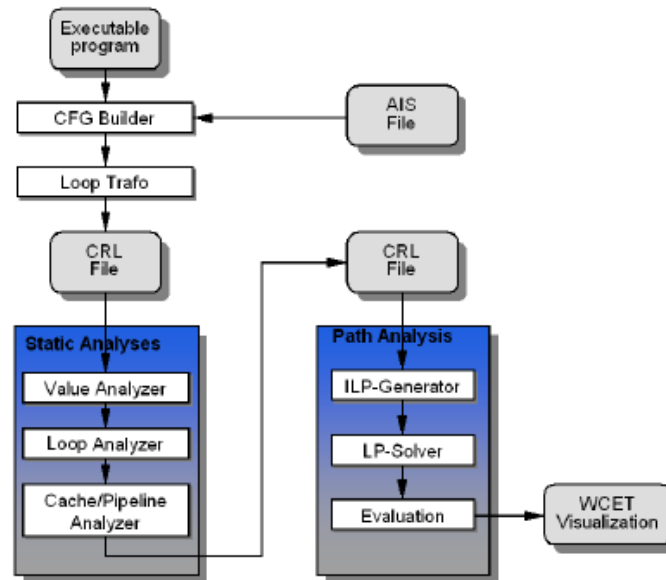 Executable
program
CFG Builder
AIS
File
Loop Trafo
CRL
File
CRL
File
Static Analyses
Value Analyzer
Loop Analyzer
Cache/Pipeline
Analyzer
Path Analysis
ILP-Generator
LP-Solver
Evaluation
WCET
Visualization